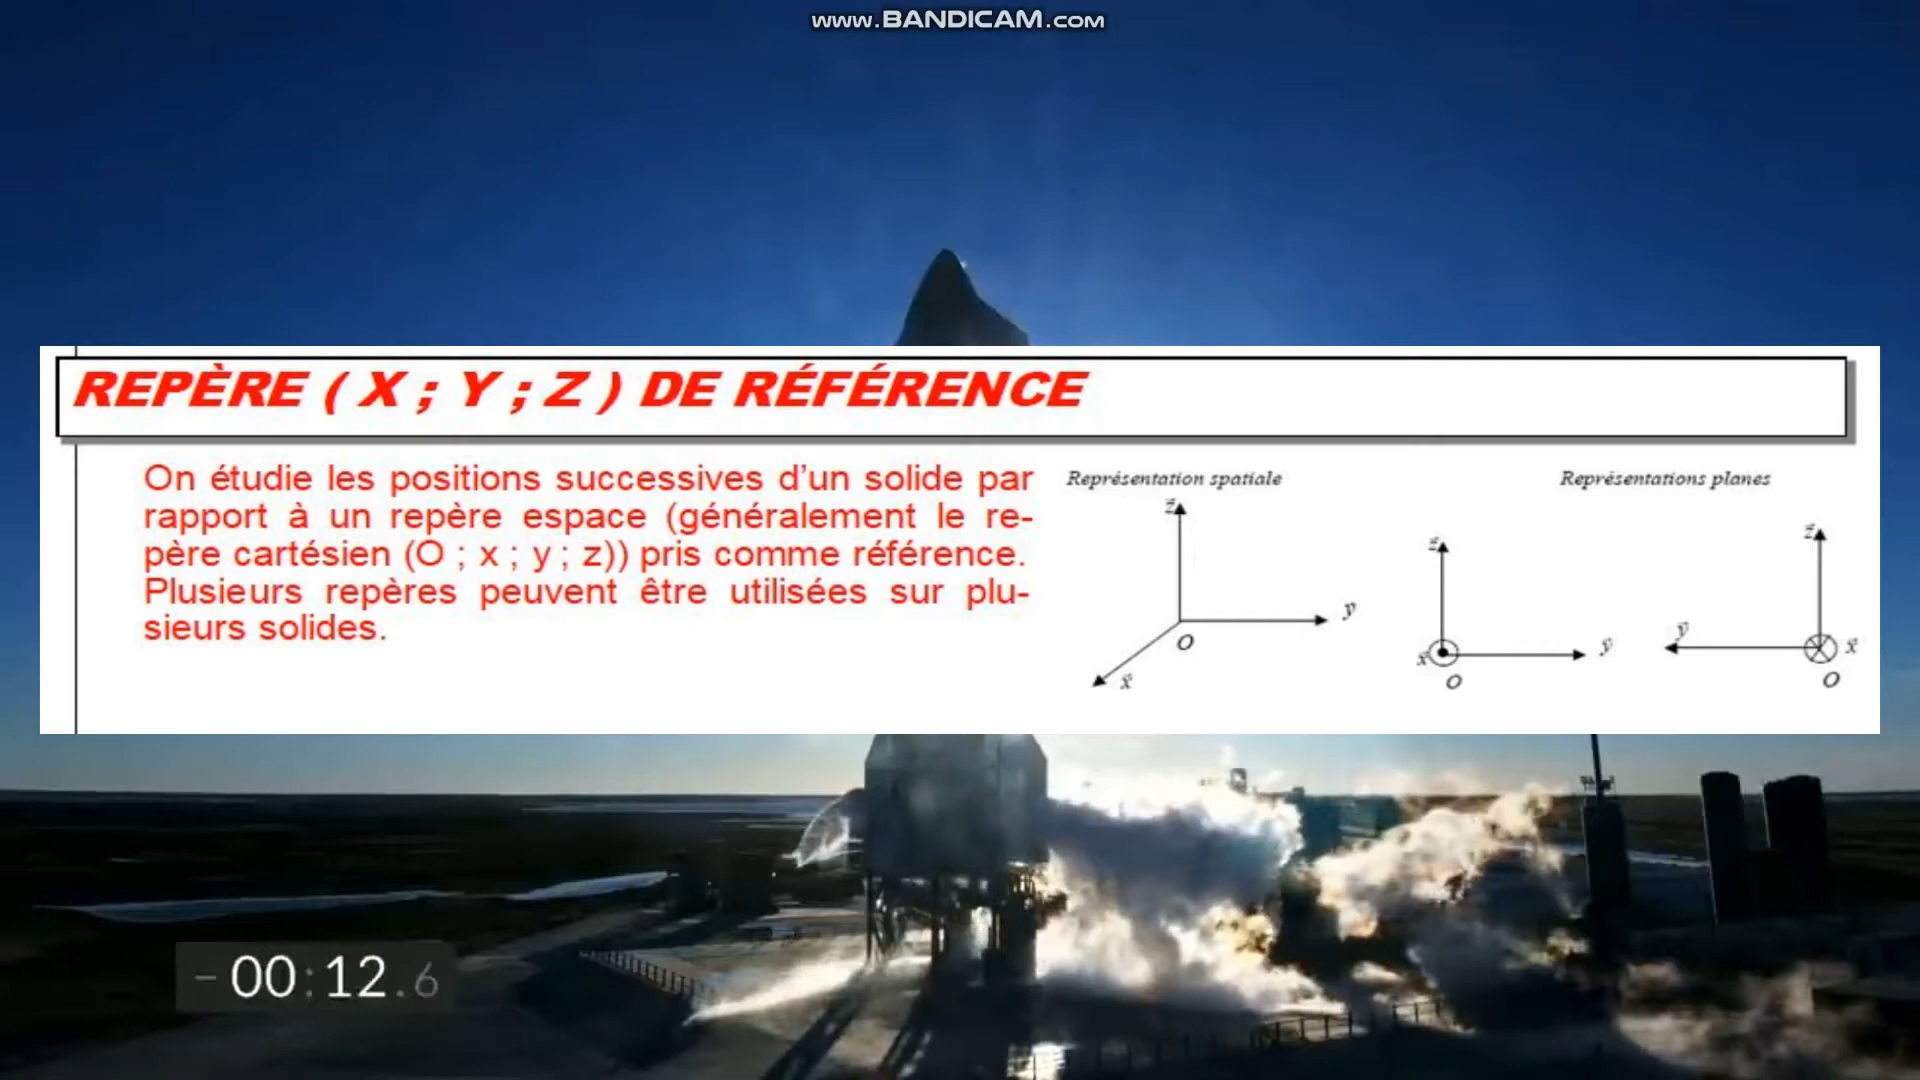 www.BANDICAM.com
REPÈRE ( X ; Y ; Z ) DE RÉFÉRENCE
On étudie les positions successives d'un solide par
rapport à un repère espace (généralement le re-
père cartésien (O ; x ; y ; z)) pris comme référence.
Plusieurs repères peuvent être utilisées sur plu-
sieurs solides.
Représentation spatiale
z
y
O
x
Représentations planes
z
x
y
O
z
y
x
O
- 00:12.6